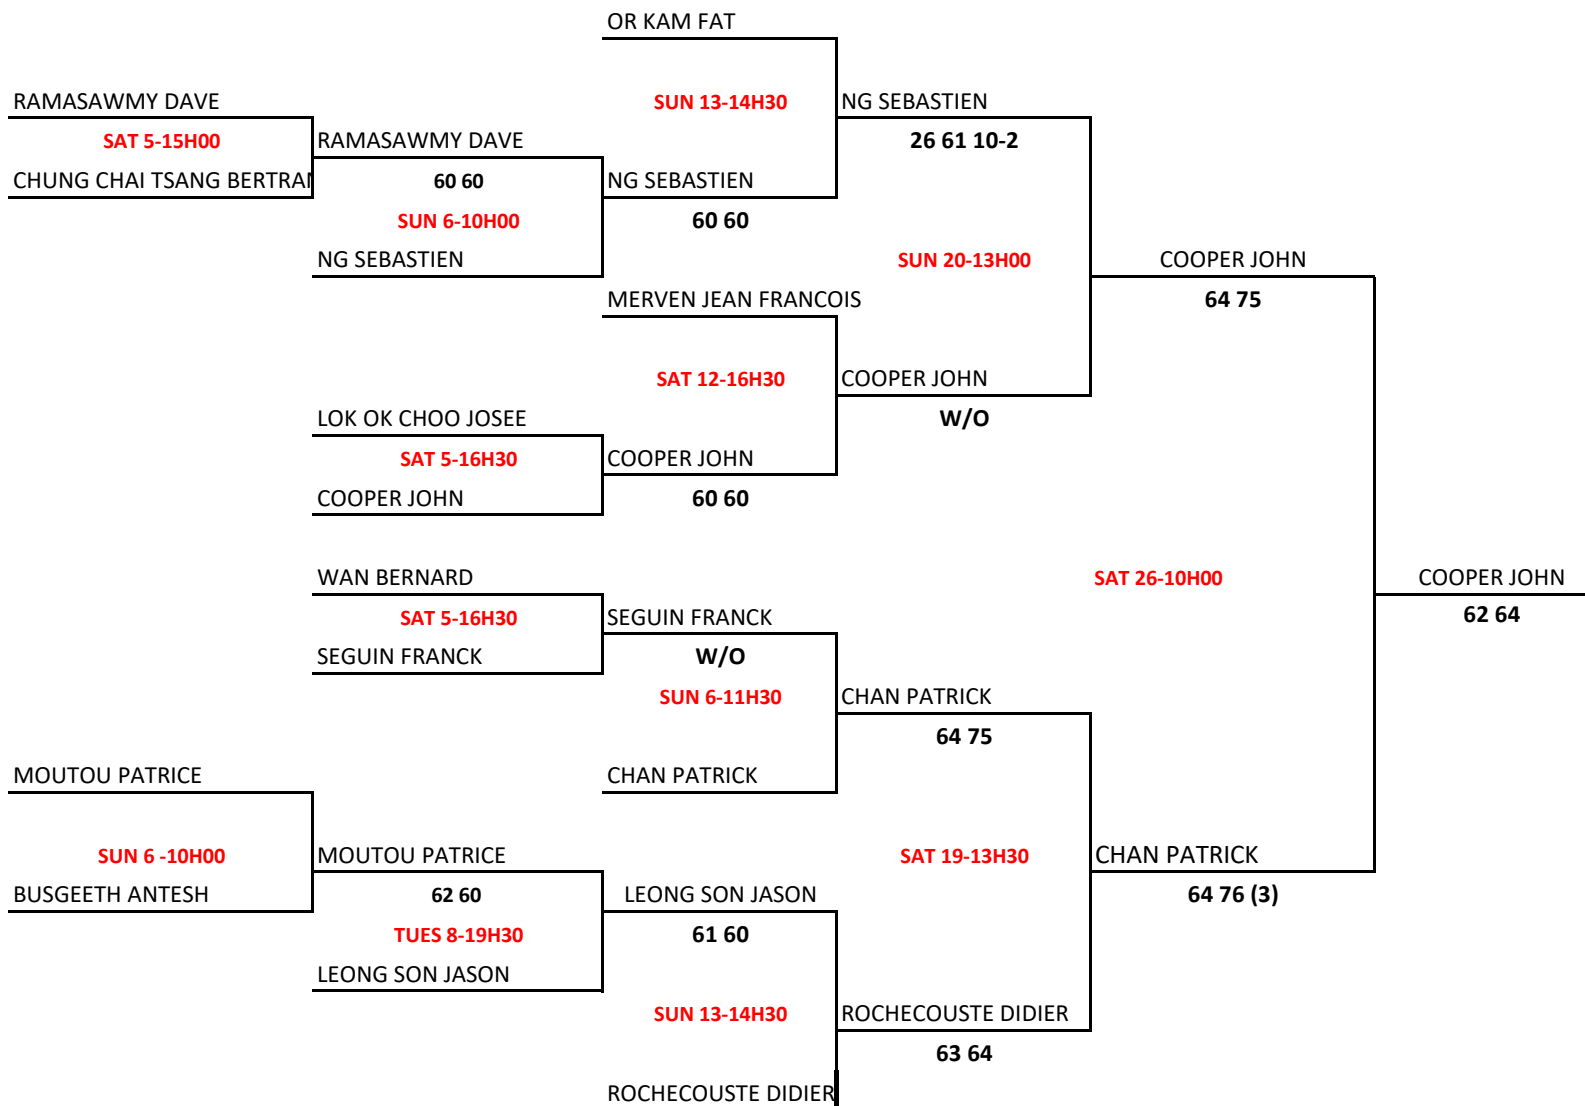 OR KAM FAT
RAMASAWMY DAVE
SUN 13-14H30
NG SEBASTIEN
SAT 5-15H00
RAMASAWMY DAVE
26 61 10-2
CHUNG CHAI TSANG BERTRAN
60 60
NG SEBASTIEN
SUN 6-10H00
60 60
NG SEBASTIEN
SUN 20-13H00
COOPER JOHN
MERVEN JEAN FRANCOIS
64 75
SAT 12-16H30
COOPER JOHN
LOK OK CHOO JOSEE
W/O
SAT 5-16H30
COOPER JOHN
COOPER JOHN
60 60
WAN BERNARD
SAT 26-10H00
COOPER JOHN
SAT 5-16H30
SEGUIN FRANCK
62 64
SEGUIN FRANCK
W/O
SUN 6-11H30
CHAN PATRICK
64 75
MOUTOU PATRICE
CHAN PATRICK
SUN 6 -10H00
MOUTOU PATRICE
SAT 19-13H30
CHAN PATRICK
BUSGEETH ANTESH
62 60
LEONG SON JASON
64 76 (3)
TUES 8-19H30
61 60
LEONG SON JASON
SUN 13-14H30
ROCHECOUSTE DIDIER
63 64
ROCHECOUSTE DIDIER